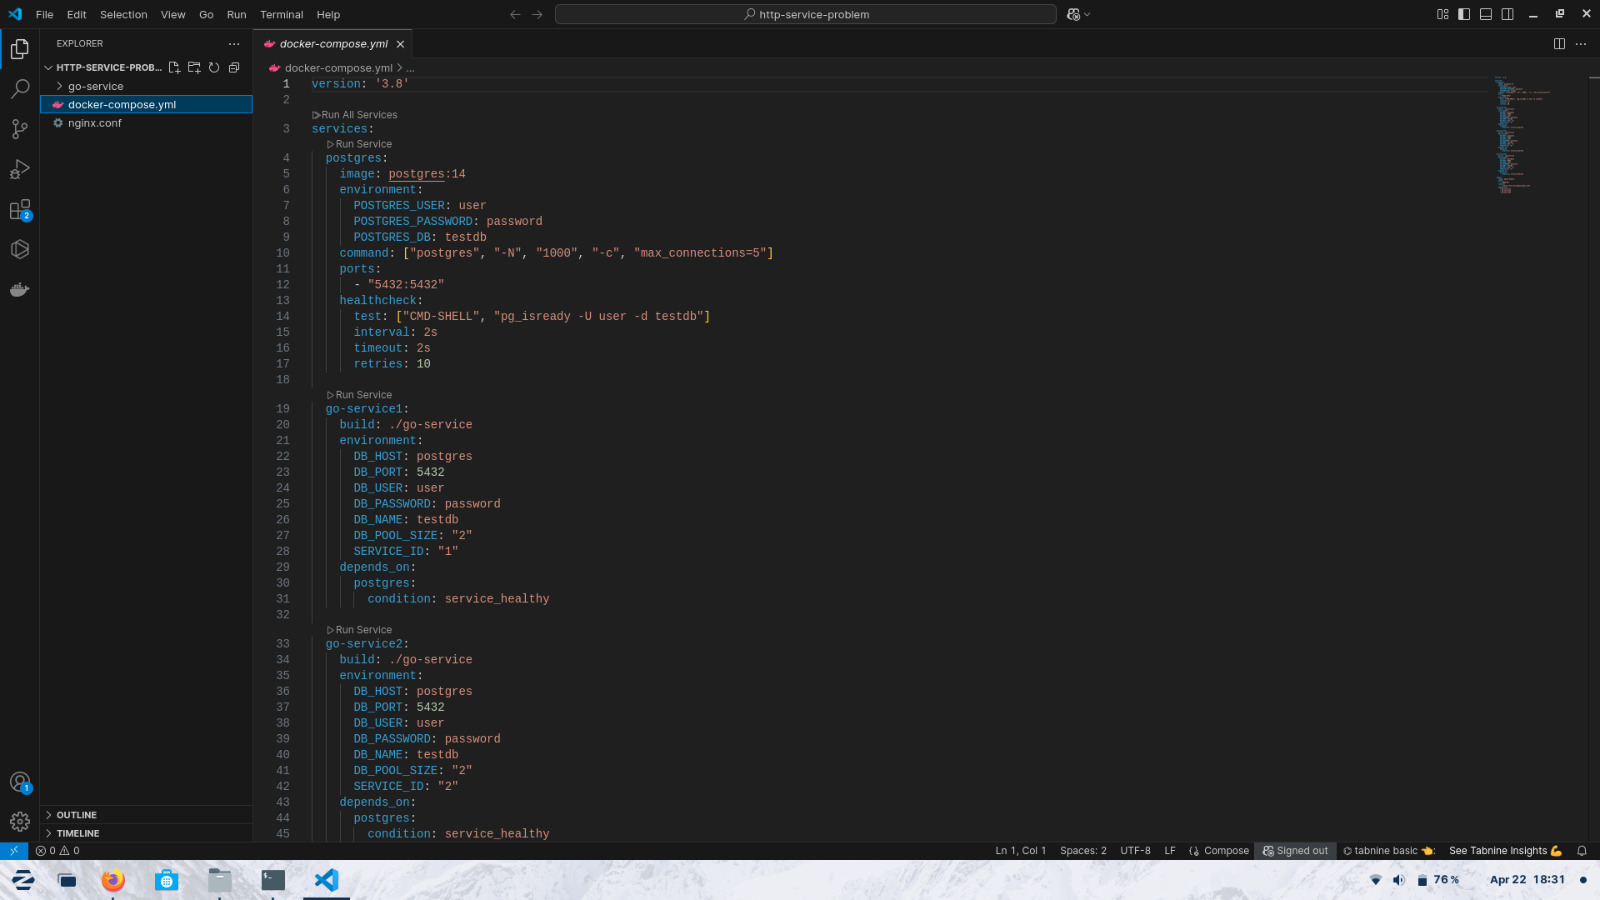 File Edit Selection View Go Run Terminal Help
http-service-problem
EXPLORER
HTTP-SERVICE-PROB...
go-service
docker-compose.yml
nginx.conf
2
1
OUTLINE
TIMELINE
docker-compose.yml
docker-compose.yml > ...
1 version: '3.8'
2
Run All Services
3 services:
Run Service
4 postgres:
5 image: postgres:14
6 environment:
7 POSTGRES_USER: user
8 POSTGRES_PASSWORD: password
9 POSTGRES_DB: testdb
10 command: ["postgres", "-N", "1000", "-c", "max_connections=5"]
11 ports:
12 - "5432:5432"
13 healthcheck:
14 test: ["CMD-SHELL", "pg_isready -U user -d testdb"]
15 interval: 2s
16 timeout: 2s
17 retries: 10
18
Run Service
19 go-service1:
20 build: ./go-service
21 environment:
22 DB_HOST: postgres
23 DB_PORT: 5432
24 DB_USER: user
25 DB_PASSWORD: password
26 DB_NAME: testdb
27 DB_POOL_SIZE: "2"
28 SERVICE_ID: "1"
29 depends_on:
30 postgres:
31 condition: service_healthy
32
Run Service
33 go-service2:
34 build: ./go-service
35 environment:
36 DB_HOST: postgres
37 DB_PORT: 5432
38 DB_USER: user
39 DB_PASSWORD: password
40 DB_NAME: testdb
41 DB_POOL_SIZE: "2"
42 SERVICE_ID: "2"
43 depends_on:
44 postgres:
45 condition: service_healthy
0 0
Ln 1, Col 1 Spaces: 2 UTF-8 LF Compose Signed out tabnine basic See Tabnine Insights
76 % Apr 22 18:31